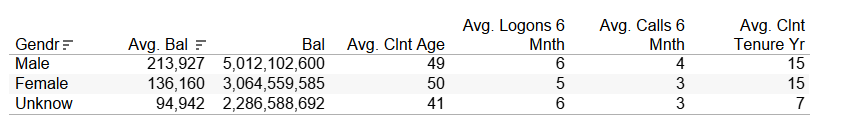 Avg. Logons 6 Avg. Calls 6 Avg. Clnt
Gendr Avg. Bal Bal Avg. Clnt Age Mnth Mnth Tenure Yr
Male 213,927 5,012,102,600 49 6 4 15
Female 136,160 3,064,559,585 50 5 3 15
Unknow 94,942 2,286,588,692 41 6 3 7